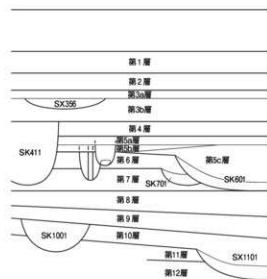 第1層
第2層
第3a層
SX356
第3b層
第4層
第5a層
第5b層
SK411
第6層
第5c層
第7層
SK701
SK601
第8層
第9層
SK1001
第10層
第11層
SX1101
第12層